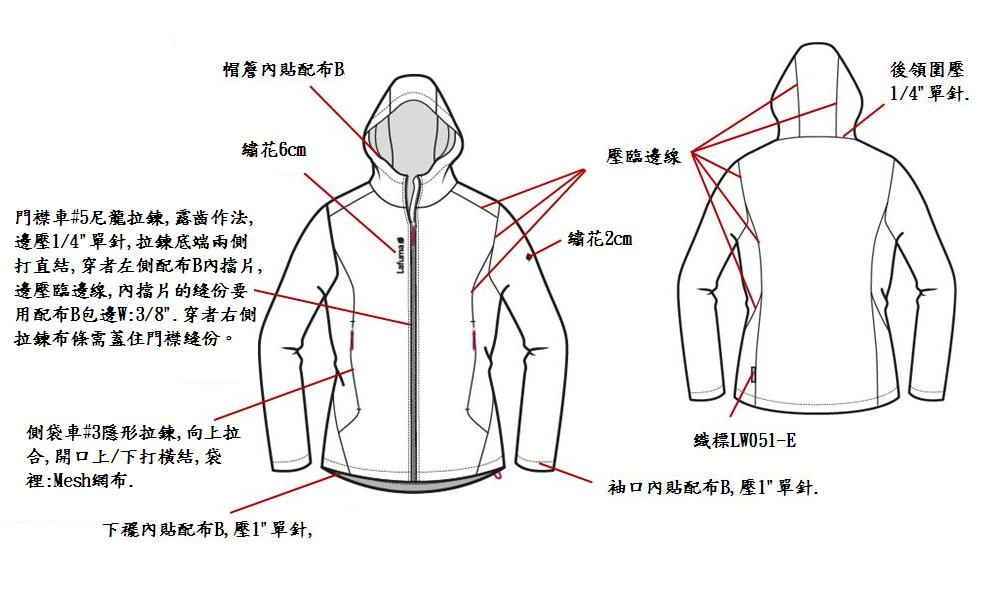 帽簷內貼配布B
繡花6cm
門襟車#5尼龍拉鍊,露齒作法,
邊壓1/4"單針,拉鍊底端兩側
打直結,穿者左側配布B內擋片,
邊壓臨邊線,內擋片的縫份要
用配布B包邊W:3/8".穿者右側
拉鍊布條需蓋住門襟縫份。
側袋車#3隱形拉鍊,向上拉
合,開口上/下打橫結,袋
裡:Mesh網布.
下襬內貼配布B,壓1"單針,
Lafuma
壓臨邊線
繡花2cm
袖口內貼配布B,壓1"單針.
後領圍壓
1/4"單針.
織標LW051-E